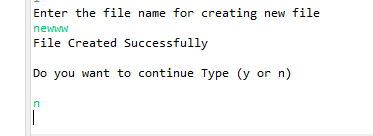 Enter the file name for creating new file
newww
File Created Successfully
Do you want to continue Type (y or n)
n